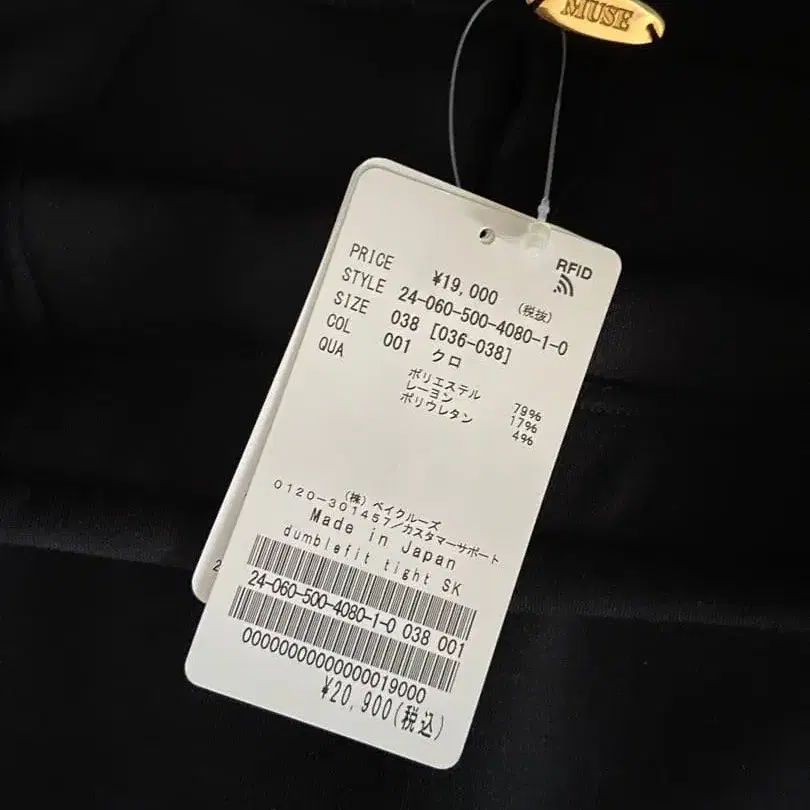 MUSE
RFID
PRICE ¥19,000 (税抜)
STYLE 24-060-500-4080-1-0
SIZE 038 [036-038]
COL 001 クロ
QUA
ポリエステル 79%
レーヨン 17%
ポリウレタン 4%
(株)ベイクルーズ
0120-301457/カスタマーサポート
Made in Japan
dumblefit tight SK
24-060-500-4080-1-0 038 001
0000000000000019000
¥20,900(税込)
2